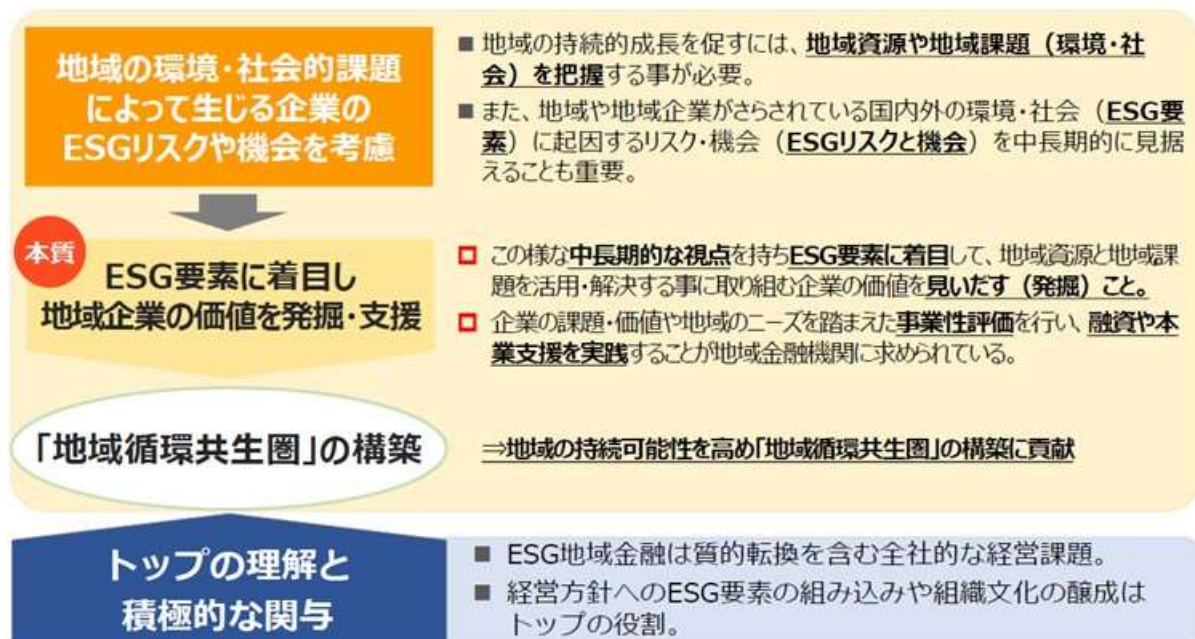 地域の環境・社会的課題
によって生じる企業の
ESGリスクや機会を考慮
■ 地域の持続的成長を促すには、地域資源や地域課題（環境・社
会）を把握する事が必要。
■ また、地域や地域企業がさらされている国内外の環境・社会（ESG要
素）に起因するリスク・機会（ESGリスクと機会）を中長期的に見据
えることも重要。
本質
ESG要素に着目し
地域企業の価値を発掘・支援
この様な中長期的な視点を持ちESG要素に着目して、地域資源と地域課
題を活用・解決する事に取り組む企業の価値を見いだす（発掘）こと。
企業の課題・価値や地域のニーズを踏まえた事業性評価を行い、融資や本
業支援を実践することが地域金融機関に求められている。
「地域循環共生圏」の構築
⇒地域の持続可能性を高め「地域循環共生圏」の構築に貢献
トップの理解と
積極的な関与
■ ESG地域金融は質的転換を含む全社的な経営課題。
■ 経営方針へのESG要素の組み込みや組織文化の醸成は
トップの役割。